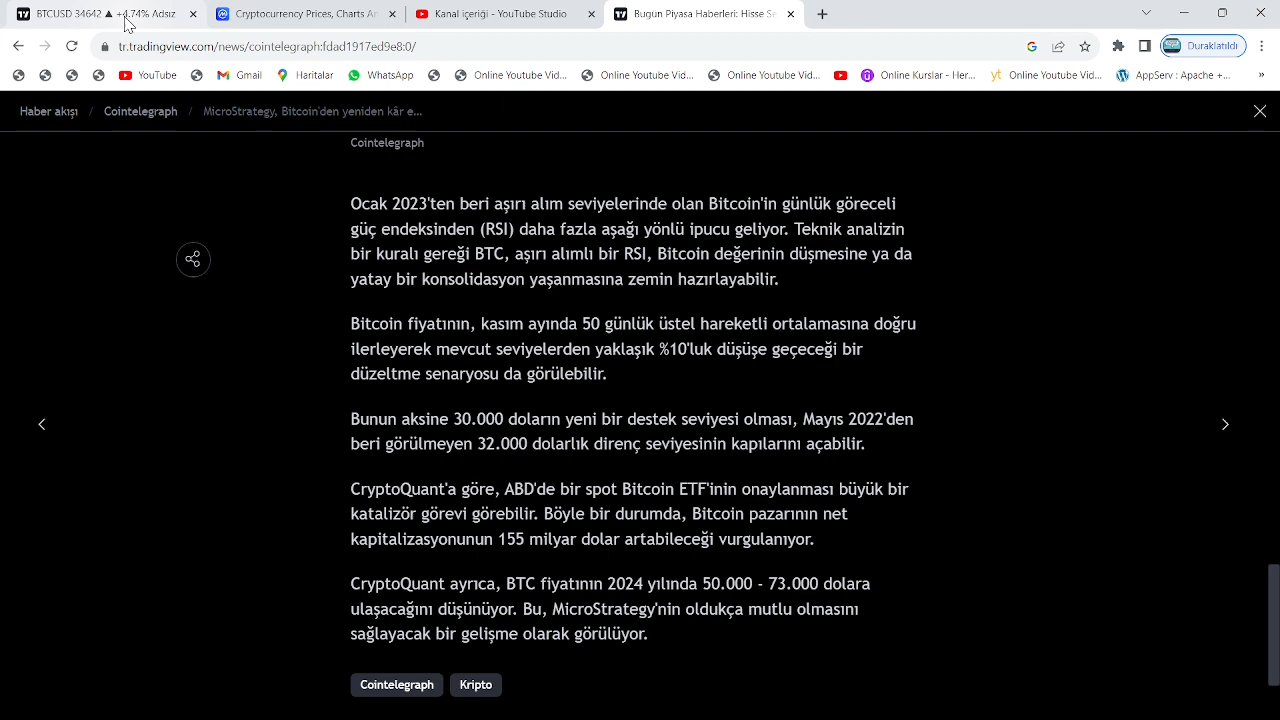 BTCUSD 34642 ▲ +4.74% Adsız
Cryptocurrency Prices, Charts An
Kanal içeriği - YouTube Studio
Bugün Piyasa Haberleri: Hisse Se
tr.tradingview.com/news/cointelegraph:fdad1917ed9e8:0/
Duraklatıldı
YouTube
Gmail
Haritalar
WhatsApp
Online Youtube Vid...
Online Youtube Vid...
Online Youtube Vid...
Online Kurslar - Her...
yt Online Youtube Vid...
AppServ : Apache +...
»
Haber akışı / Cointelegraph / MicroStrategy, Bitcoin'den yeniden kâr e...
Cointelegraph
Ocak 2023'ten beri aşırı alım seviyelerinde olan Bitcoin'in günlük göreceli
güç endeksinden (RSI) daha fazla aşağı yönlü ipucu geliyor. Teknik analizin
bir kuralı gereği BTC, aşırı alımlı bir RSI, Bitcoin değerinin düşmesine ya da
yatay bir konsolidasyon yaşanmasına zemin hazırlayabilir.
Bitcoin fiyatının, kasım ayında 50 günlük üstel hareketli ortalamasına doğru
ilerleyerek mevcut seviyelerden yaklaşık %10'luk düşüşe geçeceği bir
düzeltme senaryosu da görülebilir.
Bunun aksine 30.000 doların yeni bir destek seviyesi olması, Mayıs 2022'den
beri görülmeyen 32.000 dolarlık direnç seviyesinin kapılarını açabilir.
CryptoQuant'a göre, ABD'de bir spot Bitcoin ETF'inin onaylanması büyük bir
katalizör görevi görebilir. Böyle bir durumda, Bitcoin pazarının net
kapitalizasyonunun 155 milyar dolar artabileceği vurgulanıyor.
CryptoQuant ayrıca, BTC fiyatının 2024 yılında 50.000 - 73.000 dolara
ulaşacağını düşünüyor. Bu, MicroStrategy'nin oldukça mutlu olmasını
sağlayacak bir gelişme olarak görülüyor.
Cointelegraph
Kripto